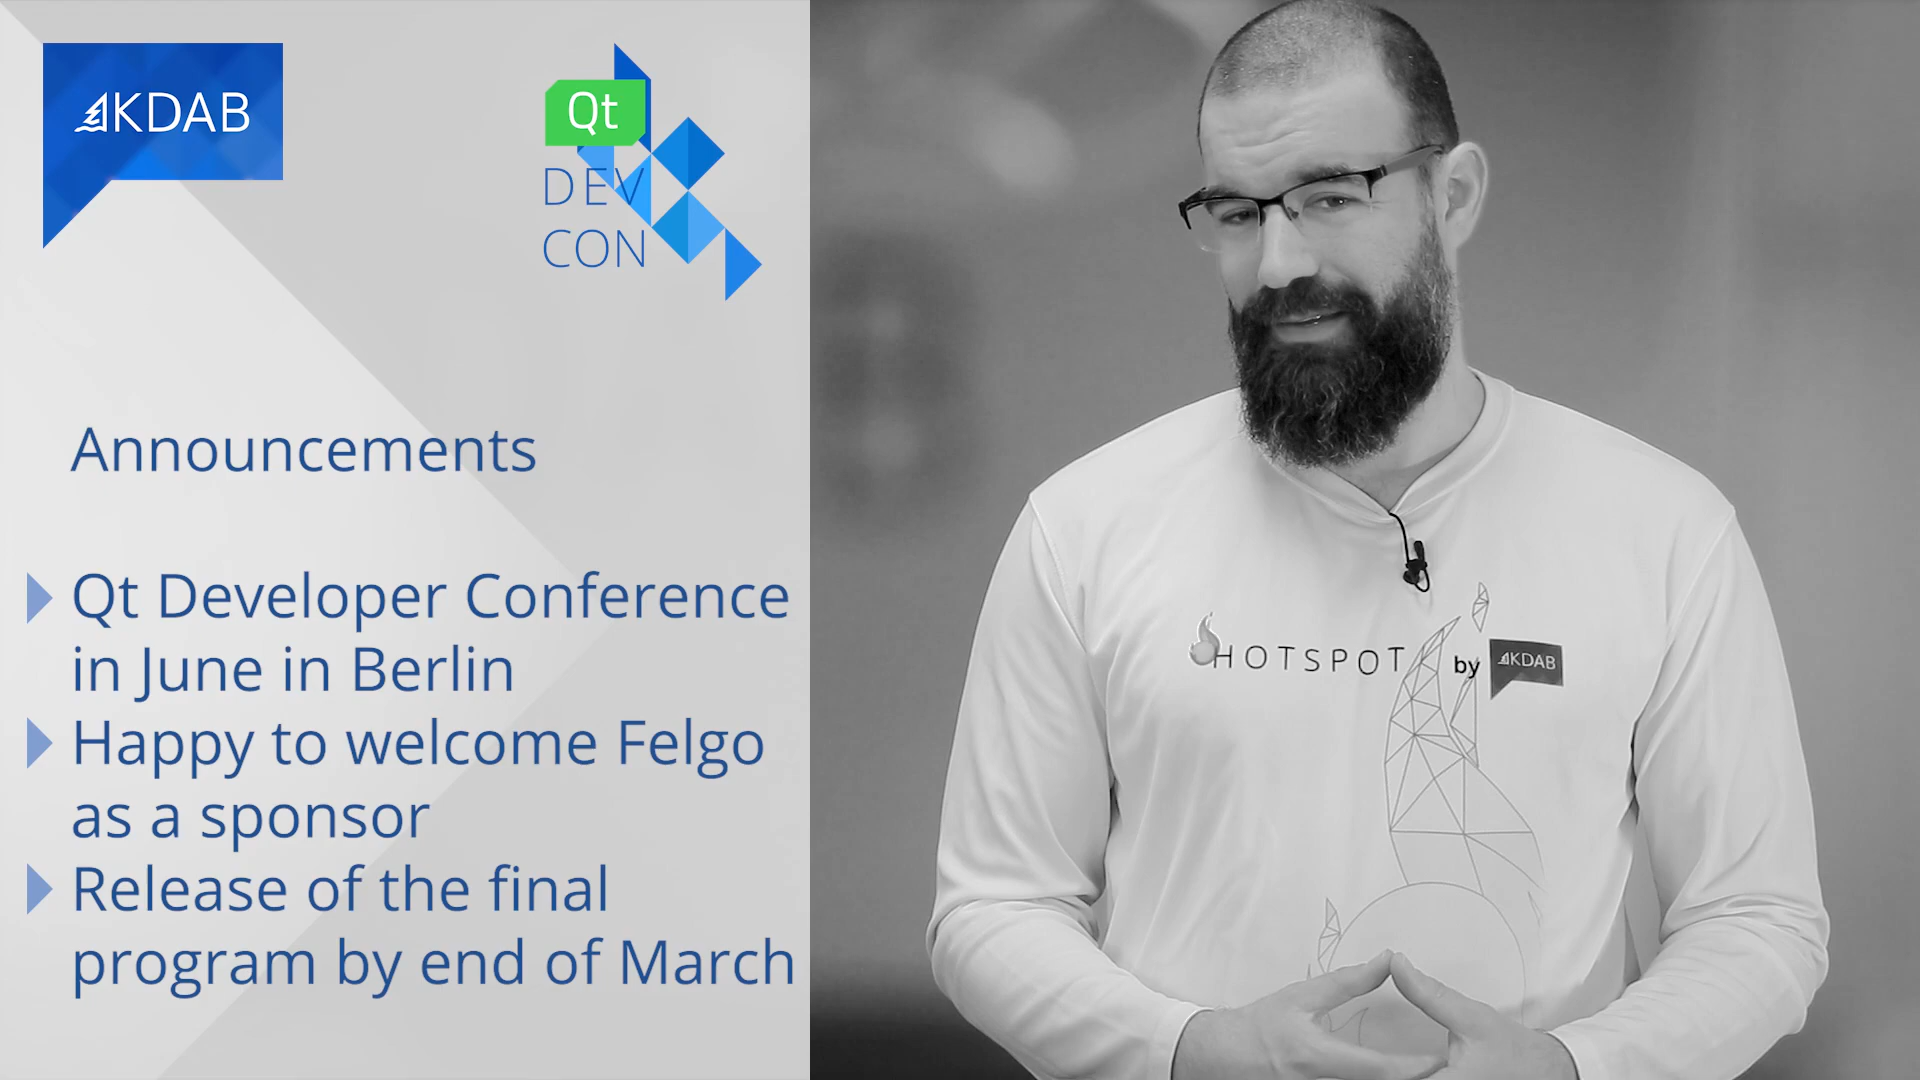 KDAB
Qt
DEV
CON
Announcements
Qt Developer Conference
in June in Berlin
Happy to welcome Felgo
as a sponsor
Release of the final
program by end of March
HOTSPOT by KDAB